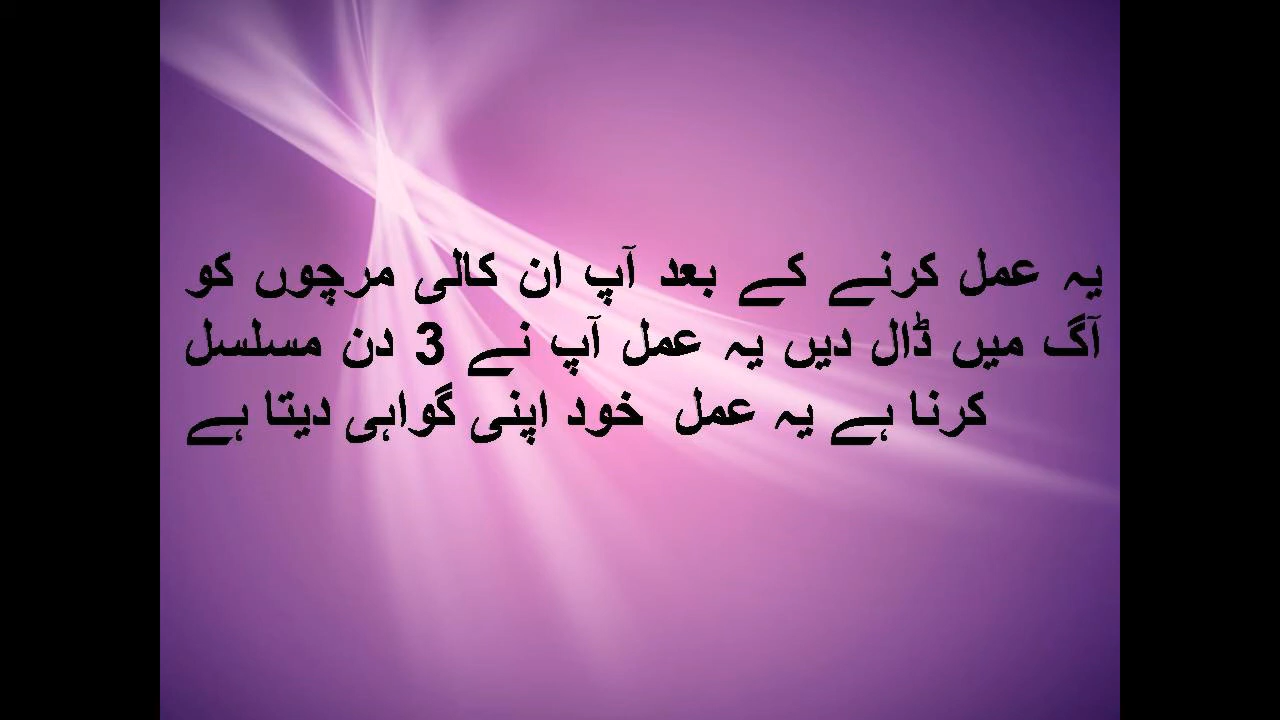 یہ عمل کرنے کے بعد آپ ان کالی مرچوں کو
آگ میں ڈال دیں یہ عمل آپ نے 3 دن مسلسل
کرنا ہے یہ عمل خود اپنی گواہی دیتا ہے